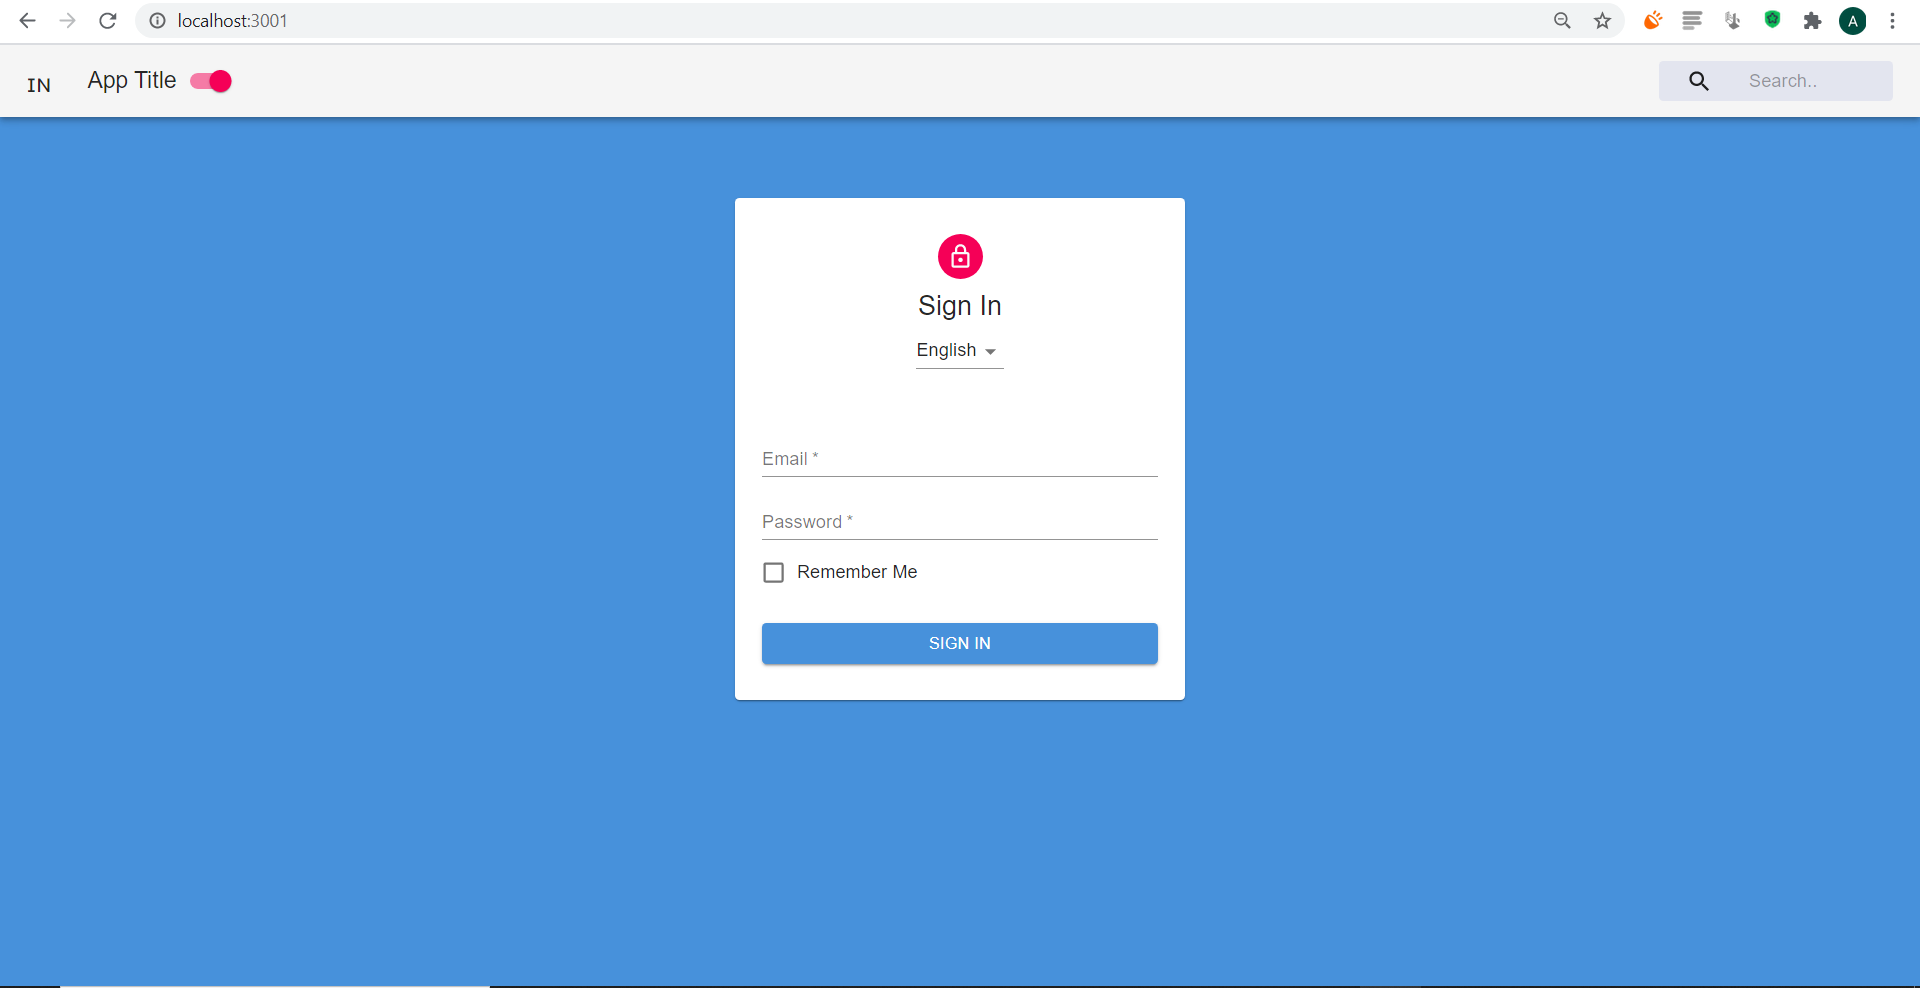 localhost:3001
A
IN App Title Search..
Sign In
English
Email *
Password *
Remember Me
SIGN IN